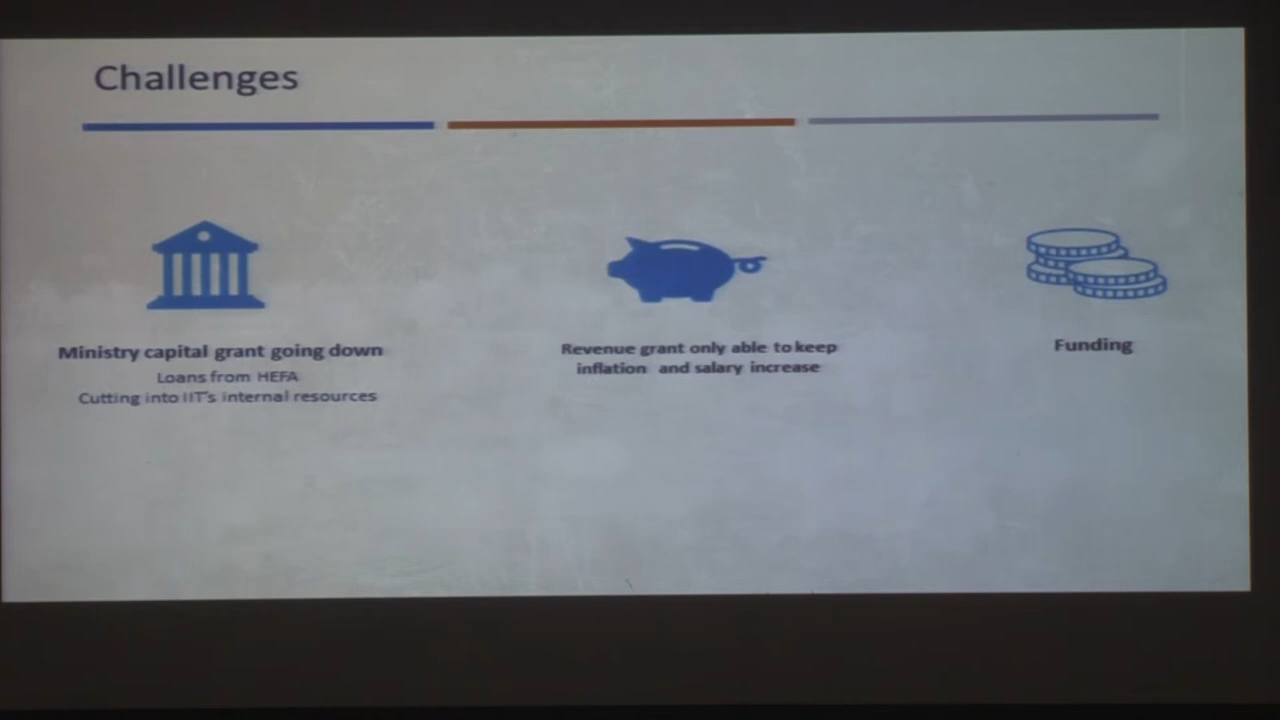 Challenges
Ministry capital grant going down
Loans from HEFA
Cutting into IIT's internal resources
Revenue grant only able to keep
inflation and salary increase
Funding